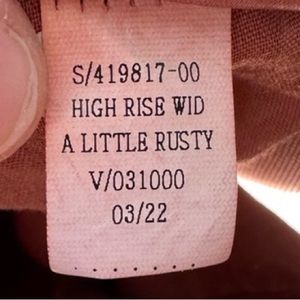 S/419817-00
HIGH RISE WID
A LITTLE RUSTY
V/031000
03/22